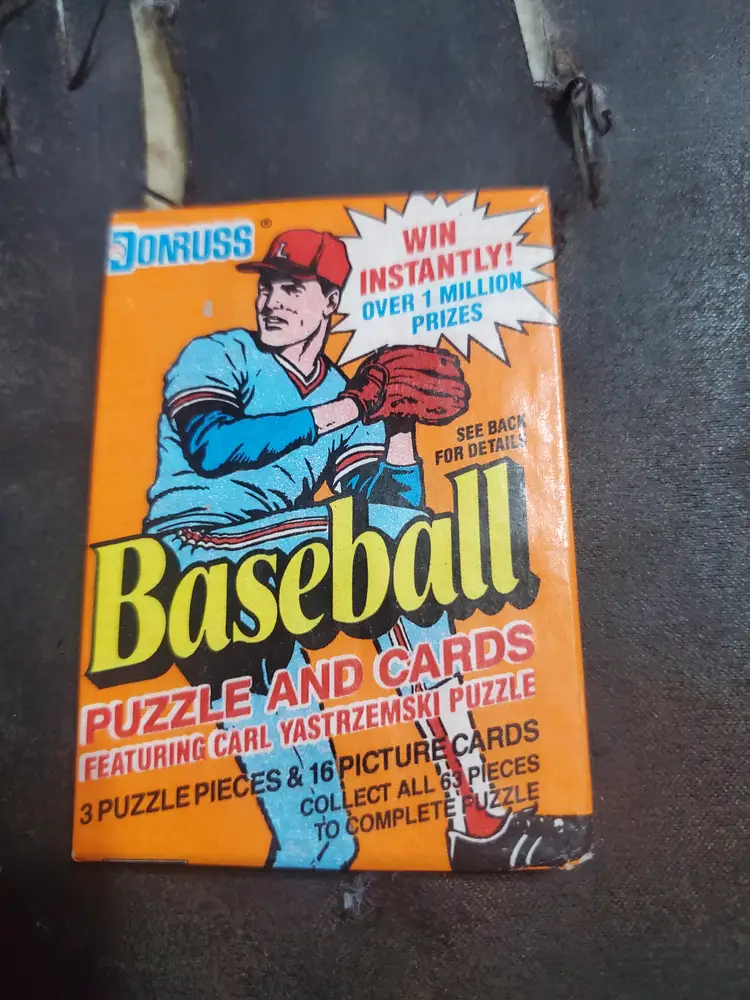 DONRUSS®
L
WIN
INSTANTLY!
OVER 1 MILLION
PRIZES
SEE BACK
FOR DETAILS
Baseball
PUZZLE AND CARDS
FEATURING CARL YASTRZEMSKI PUZZLE
3 PUZZLE PIECES & 16 PICTURE CARDS
COLLECT ALL 63 PIECES
TO COMPLETE PUZZLE